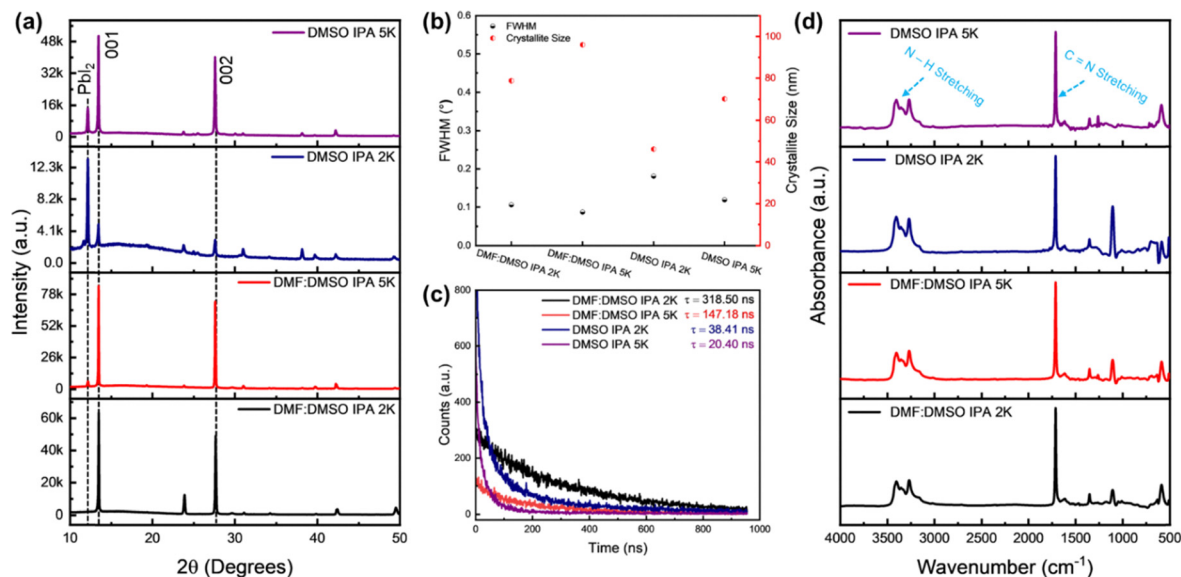 (a)
DMSO IPA 5K
48k
32k
16k
0k
PbI2
001
002
DMSO IPA 2K
12.3k
8.2k
4.1k
0.0
DMF:DMSO IPA 5K
78k
52k
26k
0k
DMF:DMSO IPA 2K
60k
40k
20k
0k
Intensity (a.u.)
10 20 30 40 50
2θ (Degrees)
(b)
FWHM
Crystallite Size
0.6
0.5
0.4
0.3
0.2
0.1
0.0
FWHM (°)
100
80
60
40
20
0
Crystallite Size (nm)
DMF:DMSO IPA 2K
DMF:DMSO IPA 5K
DMSO IPA 2K
DMSO IPA 5K
(c)
DMF:DMSO IPA 2K τ = 318.50 ns
DMF:DMSO IPA 5K τ = 147.18 ns
DMSO IPA 2K τ = 38.41 ns
DMSO IPA 5K τ = 20.40 ns
800
600
400
200
0
Counts (a.u.)
0 200 400 600 800 1000
Time (ns)
(d)
DMSO IPA 5K
N – H Stretching
C = N Stretching
DMSO IPA 2K
DMF:DMSO IPA 5K
DMF:DMSO IPA 2K
Absorbance (a.u.)
4000 3500 3000 2500 2000 1500 1000 500
Wavenumber (cm-1)